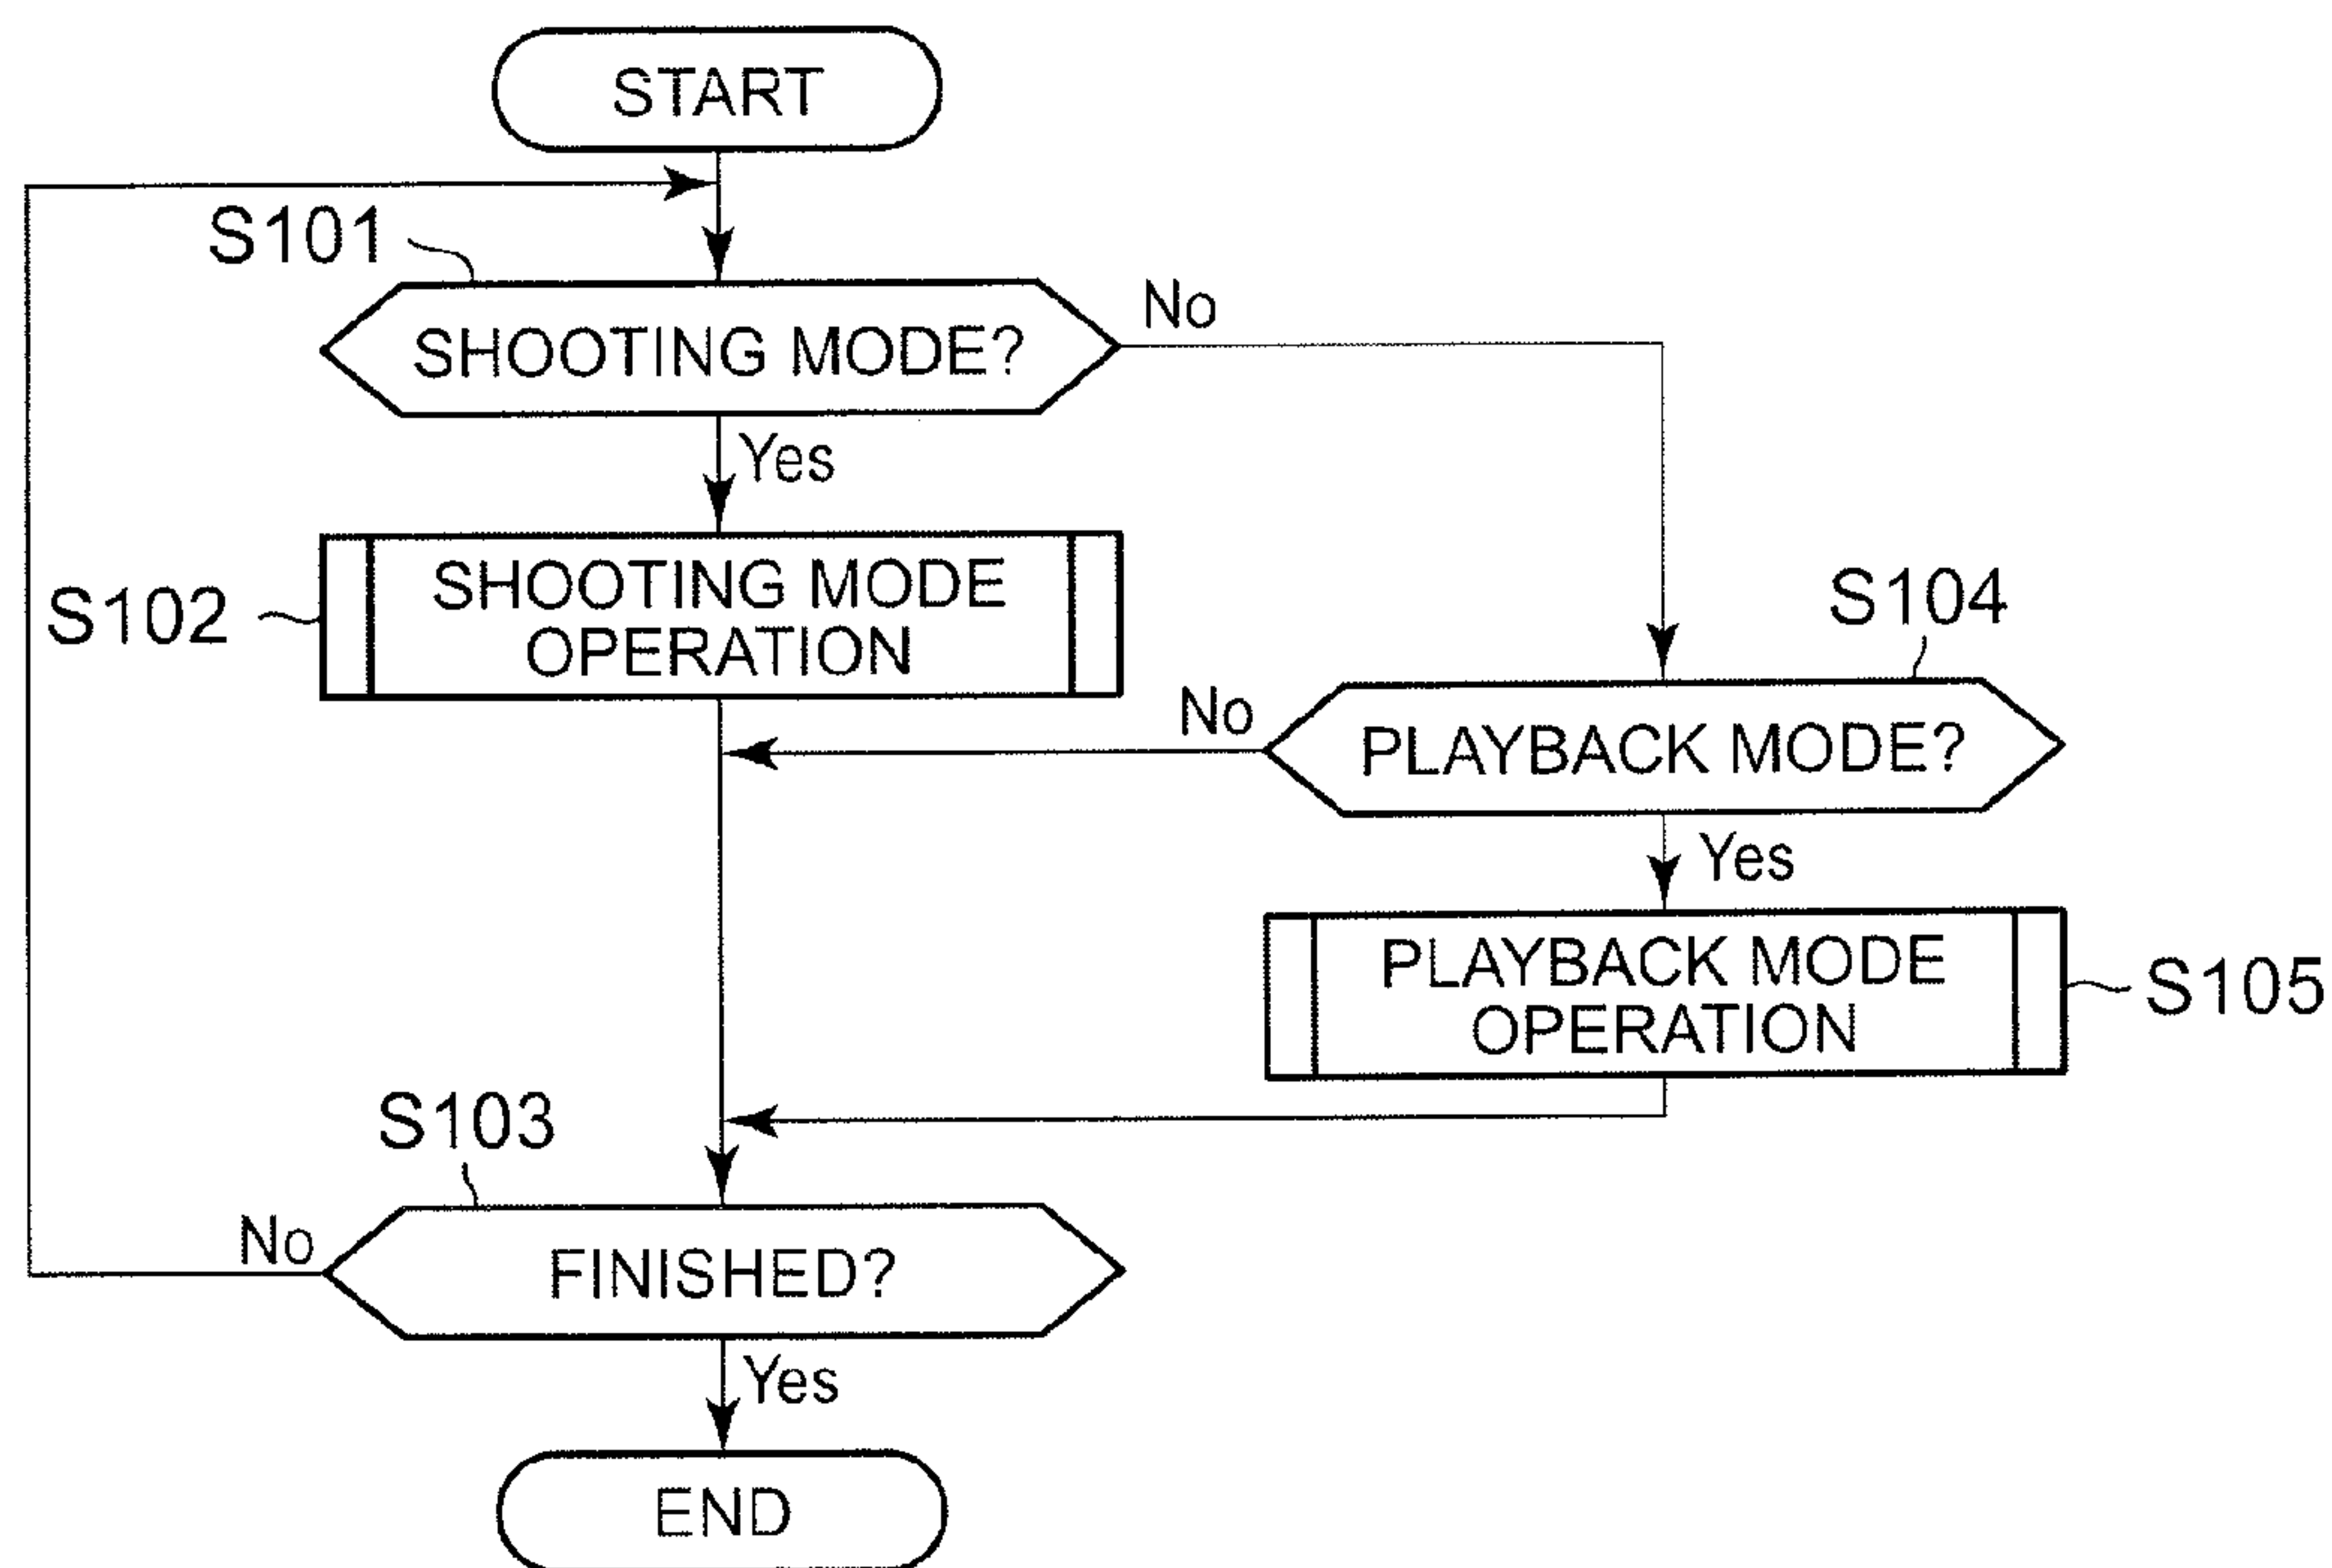 START
S101
SHOOTING MODE?
No
Yes
S102
SHOOTING MODE
OPERATION
S104
No
PLAYBACK MODE?
Yes
PLAYBACK MODE
OPERATION
S105
S103
No
FINISHED?
Yes
END